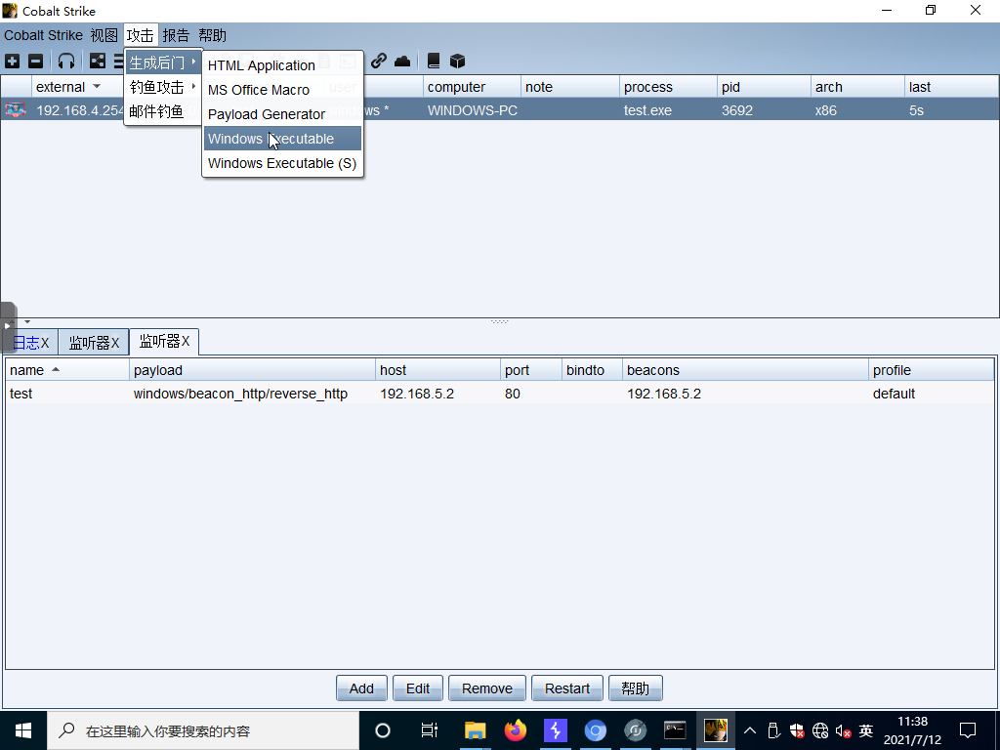 Cobalt Strike
Cobalt Strike 视图 攻击 报告 帮助
生成后门
钓鱼攻击
邮件钓鱼
HTML Application
MS Office Macro
Payload Generator
Windows Executable
Windows Executable (S)
external user computer note process pid arch last
192.168.4.254 *  WINDOWS-PC test.exe 3692 x86 5s
日志X 监听器X 监听器X
name payload host port bindto beacons profile
test windows/beacon_http/reverse_http 192.168.5.2 80 192.168.5.2 default
Add Edit Remove Restart 帮助
在这里输入你要搜索的内容
英
11:38
2021/7/12